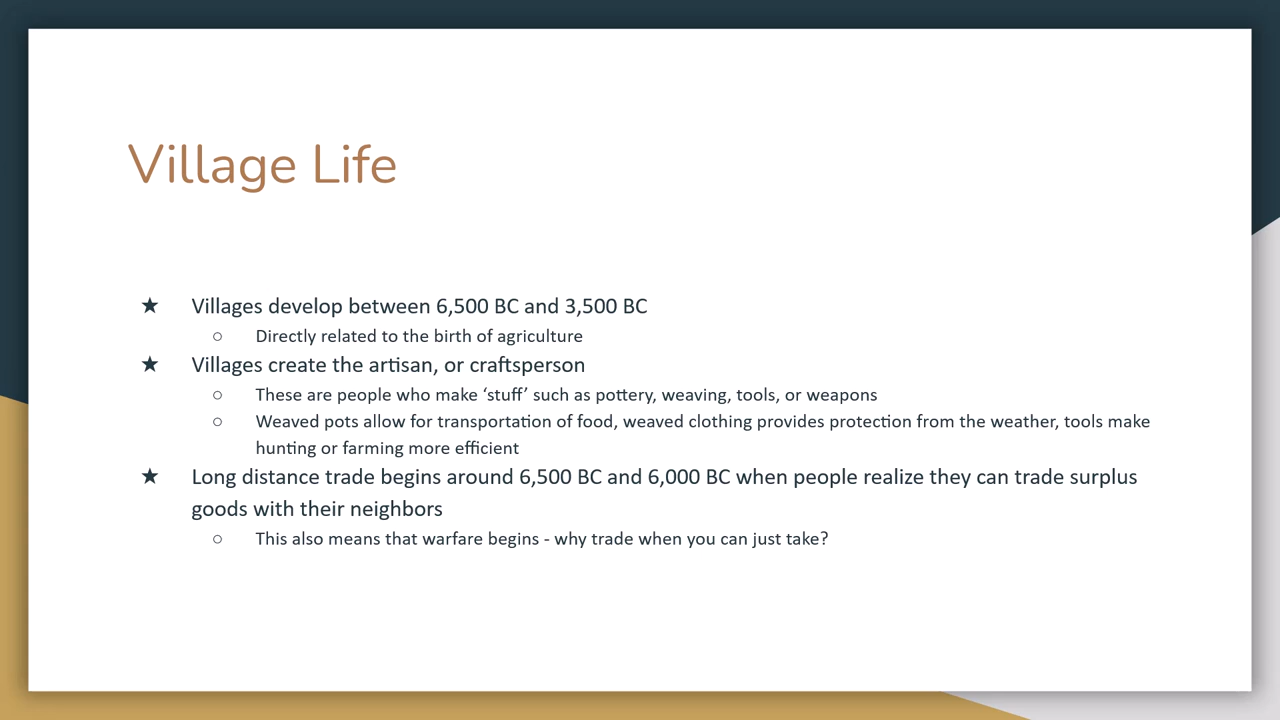 Village Life
★ Villages develop between 6,500 BC and 3,500 BC
○ Directly related to the birth of agriculture
★ Villages create the artisan, or craftsperson
○ These are people who make ‘stuff’ such as pottery, weaving, tools, or weapons
○ Weaved pots allow for transportation of food, weaved clothing provides protection from the weather, tools make
hunting or farming more efficient
★ Long distance trade begins around 6,500 BC and 6,000 BC when people realize they can trade surplus
goods with their neighbors
○ This also means that warfare begins - why trade when you can just take?